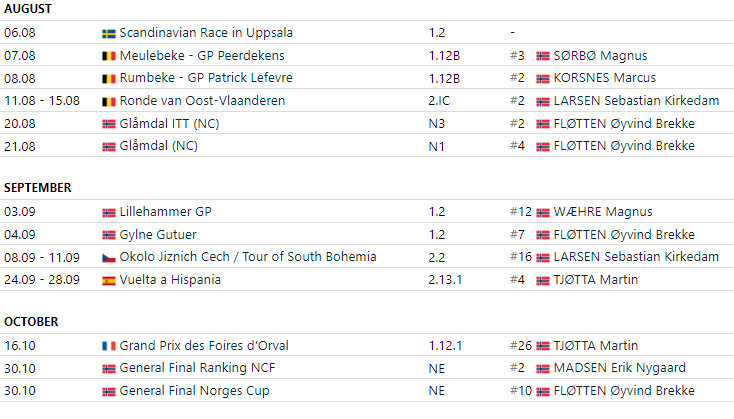 AUGUST
06.08 Scandinavian Race in Uppsala 1.2 -
07.08 Meulebeke - GP Peerdekens 1.12B #3 SØRBØ Magnus
08.08 Rumbeke - GP Patrick Lefevre 1.12B #2 KORSNES Marcus
11.08 - 15.08 Ronde van Oost-Vlaanderen 2.IC #2 LARSEN Sebastian Kirkedam
20.08 Glåmdal ITT (NC) N3 #2 FLØTTEN Øyvind Brekke
21.08 Glåmdal (NC) N1 #4 FLØTTEN Øyvind Brekke
SEPTEMBER
03.09 Lillehammer GP 1.2 #12 WÆHRE Magnus
04.09 Gylne Gutuer 1.2 #7 FLØTTEN Øyvind Brekke
08.09 - 11.09 Okolo Jiznich Cech / Tour of South Bohemia 2.2 #16 LARSEN Sebastian Kirkedam
24.09 - 28.09 Vuelta a Hispania 2.13.1 #4 TJØTTA Martin
OCTOBER
16.10 Grand Prix des Foires d'Orval 1.12.1 #26 TJØTTA Martin
30.10 General Final Ranking NCF NE #2 MADSEN Erik Nygaard
30.10 General Final Norges Cup NE #10 FLØTTEN Øyvind Brekke